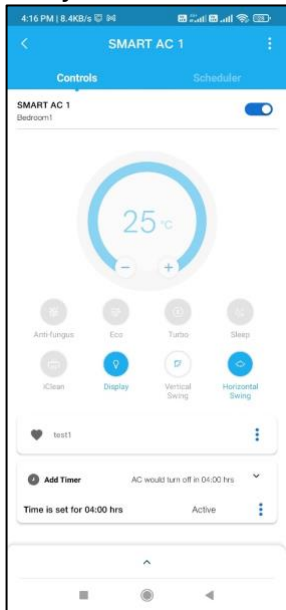 4:16 PM | 8.4KB/s
SMART AC 1
Controls Scheduler
SMART AC 1
Bedroom1
25 °C
Anti fungus Eco Turbo Sleep
iClean Display Vertical Swing Horizontal Swing
test1
Add Timer AC would turn off in 04:00 hrs
Time is set for 04:00 hrs Active